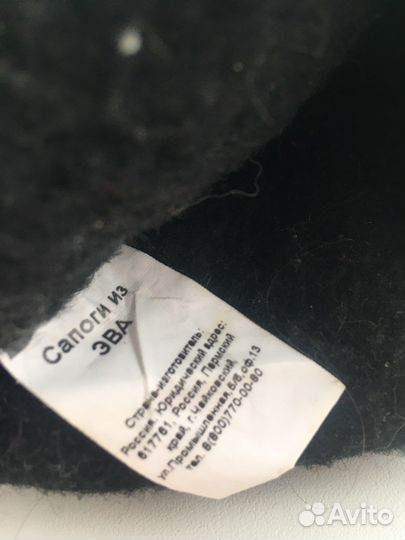 Сапоги из
ЭВА
Страна-изготовитель:
Россия, Юридический адрес:
617761, Россия, Пермский
край, г.Чайковский,
ул.Промышленная,8/6,оф.13
тел. 8(800)770-00-80
Avito